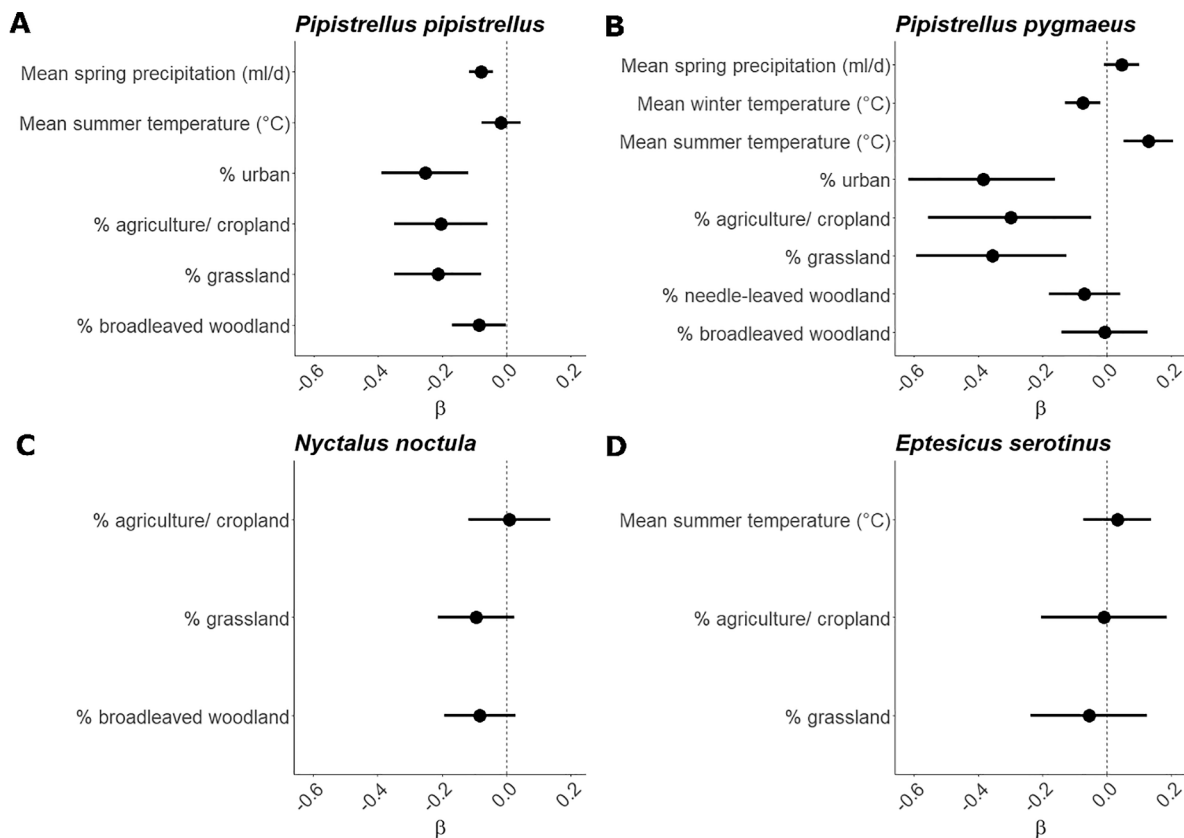 A
Pipistrellus pipistrellus
Mean spring precipitation (ml/d)
Mean summer temperature (°C)
% urban
% agriculture/ cropland
% grassland
% broadleaved woodland
-0.6
-0.4
-0.2
0.0
0.2
β
B
Pipistrellus pygmaeus
Mean spring precipitation (ml/d)
Mean winter temperature (°C)
Mean summer temperature (°C)
% urban
% agriculture/ cropland
% grassland
% needle-leaved woodland
% broadleaved woodland
-0.6
-0.4
-0.2
0.0
0.2
β
C
Nyctalus noctula
% agriculture/ cropland
% grassland
% broadleaved woodland
-0.6
-0.4
-0.2
0.0
0.2
β
D
Eptesicus serotinus
Mean summer temperature (°C)
% agriculture/ cropland
% grassland
-0.6
-0.4
-0.2
0.0
0.2
β